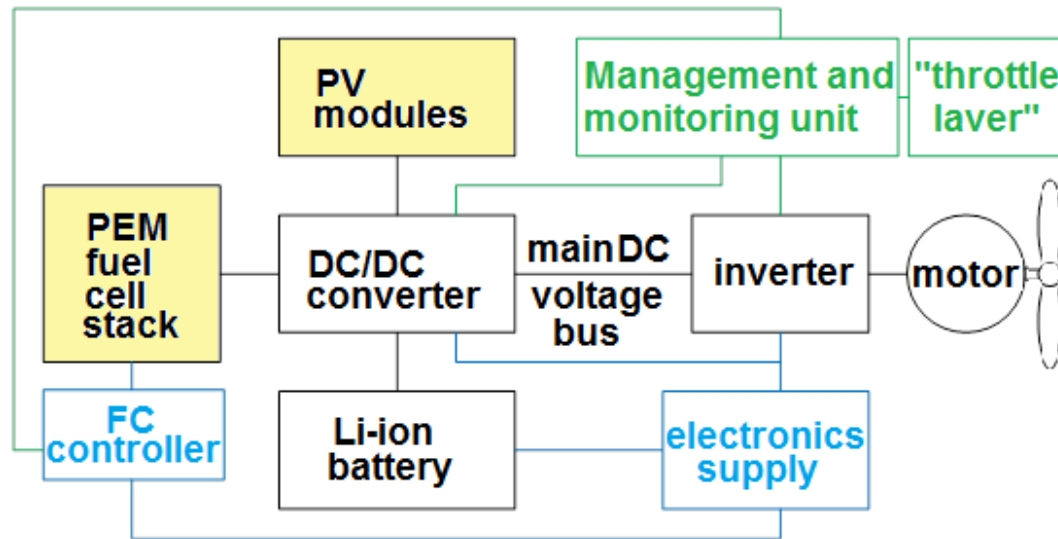 PV
modules
Management and
monitoring unit
"throttle
laver"
PEM
fuel
cell
stack
DC/DC
converter
mainDC
voltage
bus
inverter
motor
FC
controller
Li-ion
battery
electronics
supply